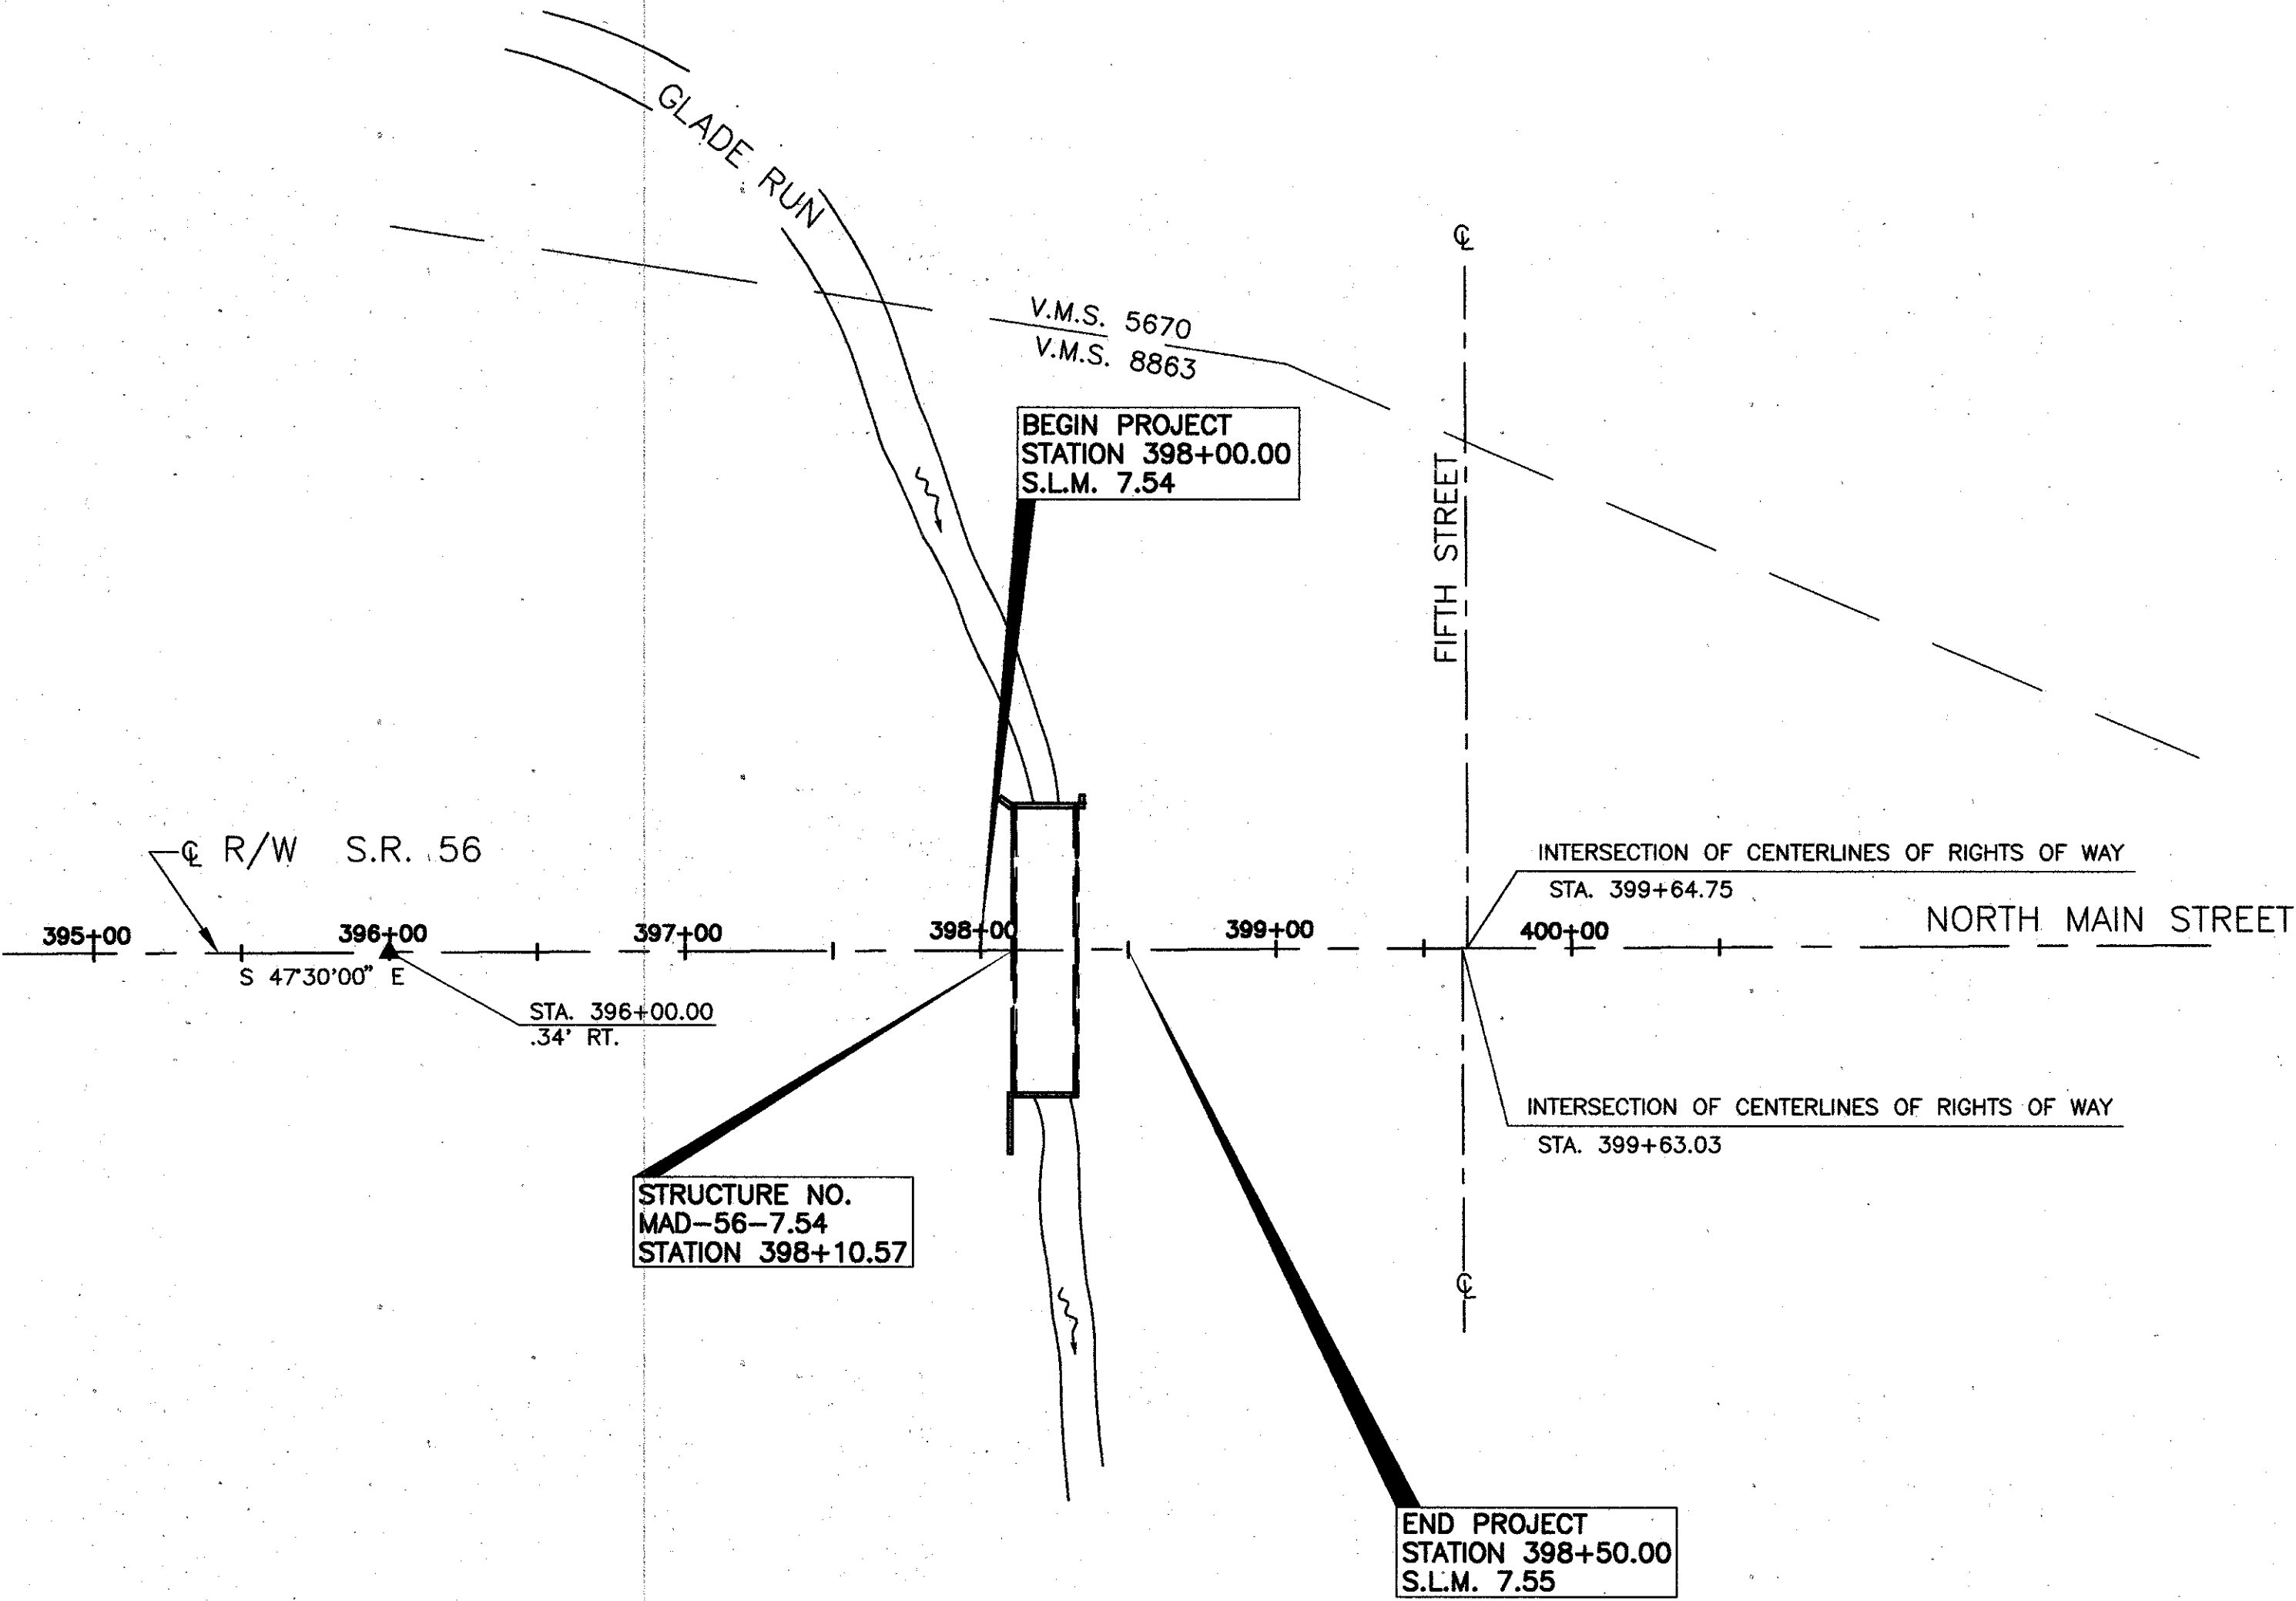 GLADE RUN
℄
V.M.S. 5670
V.M.S. 8863
BEGIN PROJECT
STATION 398+00.00
S.L.M. 7.54
FIFTH STREET
℄ R/W S.R. 56
INTERSECTION OF CENTERLINES OF RIGHTS OF WAY
STA. 399+64.75
NORTH MAIN STREET
395+00 396+00 397+00 398+00 399+00 400+00
S 47°30'00" E
STA. 396+00.00
.34' RT.
INTERSECTION OF CENTERLINES OF RIGHTS OF WAY
STA. 399+63.03
STRUCTURE NO.
MAD-56-7.54
STATION 398+10.57
℄
END PROJECT
STATION 398+50.00
S.L.M. 7.55